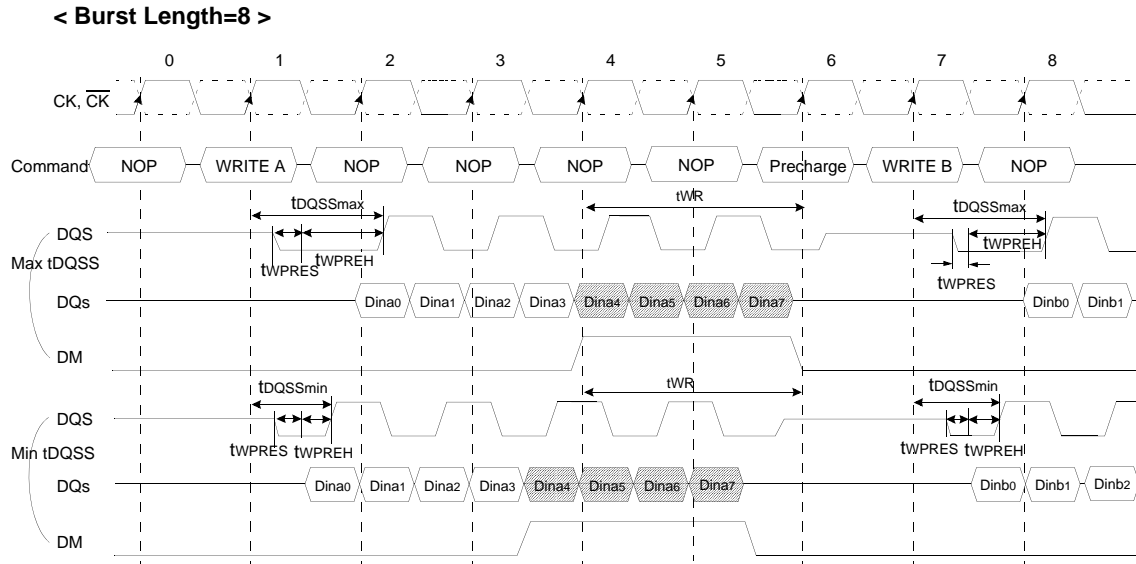 < Burst Length=8 >
0 1 2 3 4 5 6 7 8
CK, CK
Command NOP WRITE A NOP NOP NOP NOP Precharge WRITE B NOP
tDQSSmax tWR tDQSSmax
DQS
tWPREH tWPREH
Max tDQSS
tWPRES tWPRES
DQs Dina0 Dina1 Dina2 Dina3 Dina4 Dina5 Dina6 Dina7 Dinb0 Dinb1
DM
tDQSSmin tWR tDQSSmin
DQS
tWPRES tWPREH tWPRES tWPREH
Min tDQSS
DQs Dina0 Dina1 Dina2 Dina3 Dina4 Dina5 Dina6 Dina7 Dinb0 Dinb1 Dinb2
DM